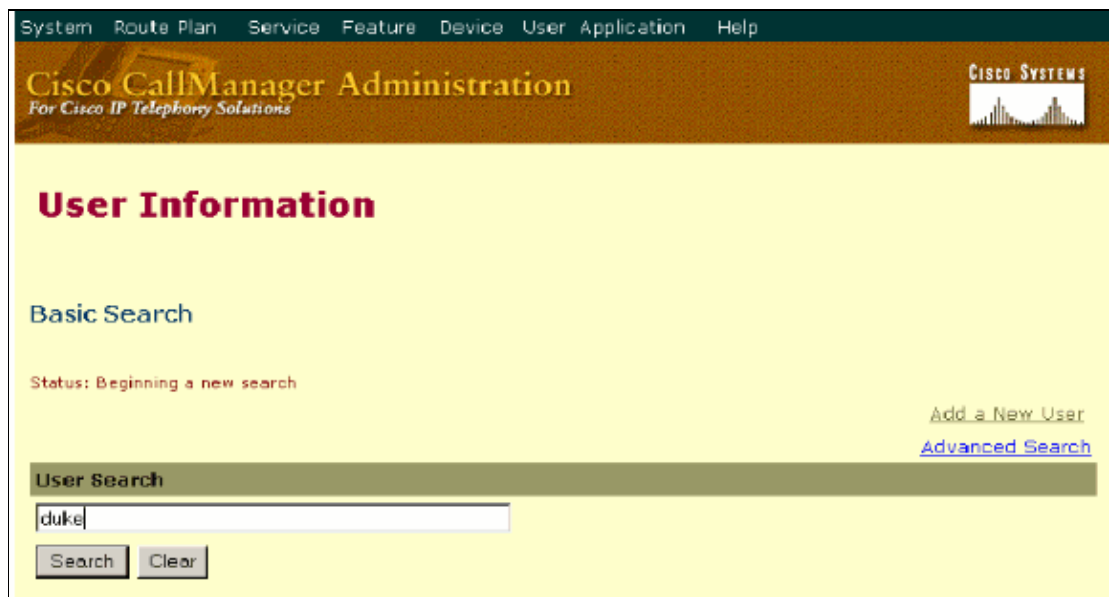 System Route Plan Service Feature Device User Application Help
Cisco CallManager Administration
For Cisco IP Telephony Solutions
CISCO SYSTEMS
User Information
Basic Search
Status: Beginning a new search
Add a New User
Advanced Search
User Search
duke
Search Clear